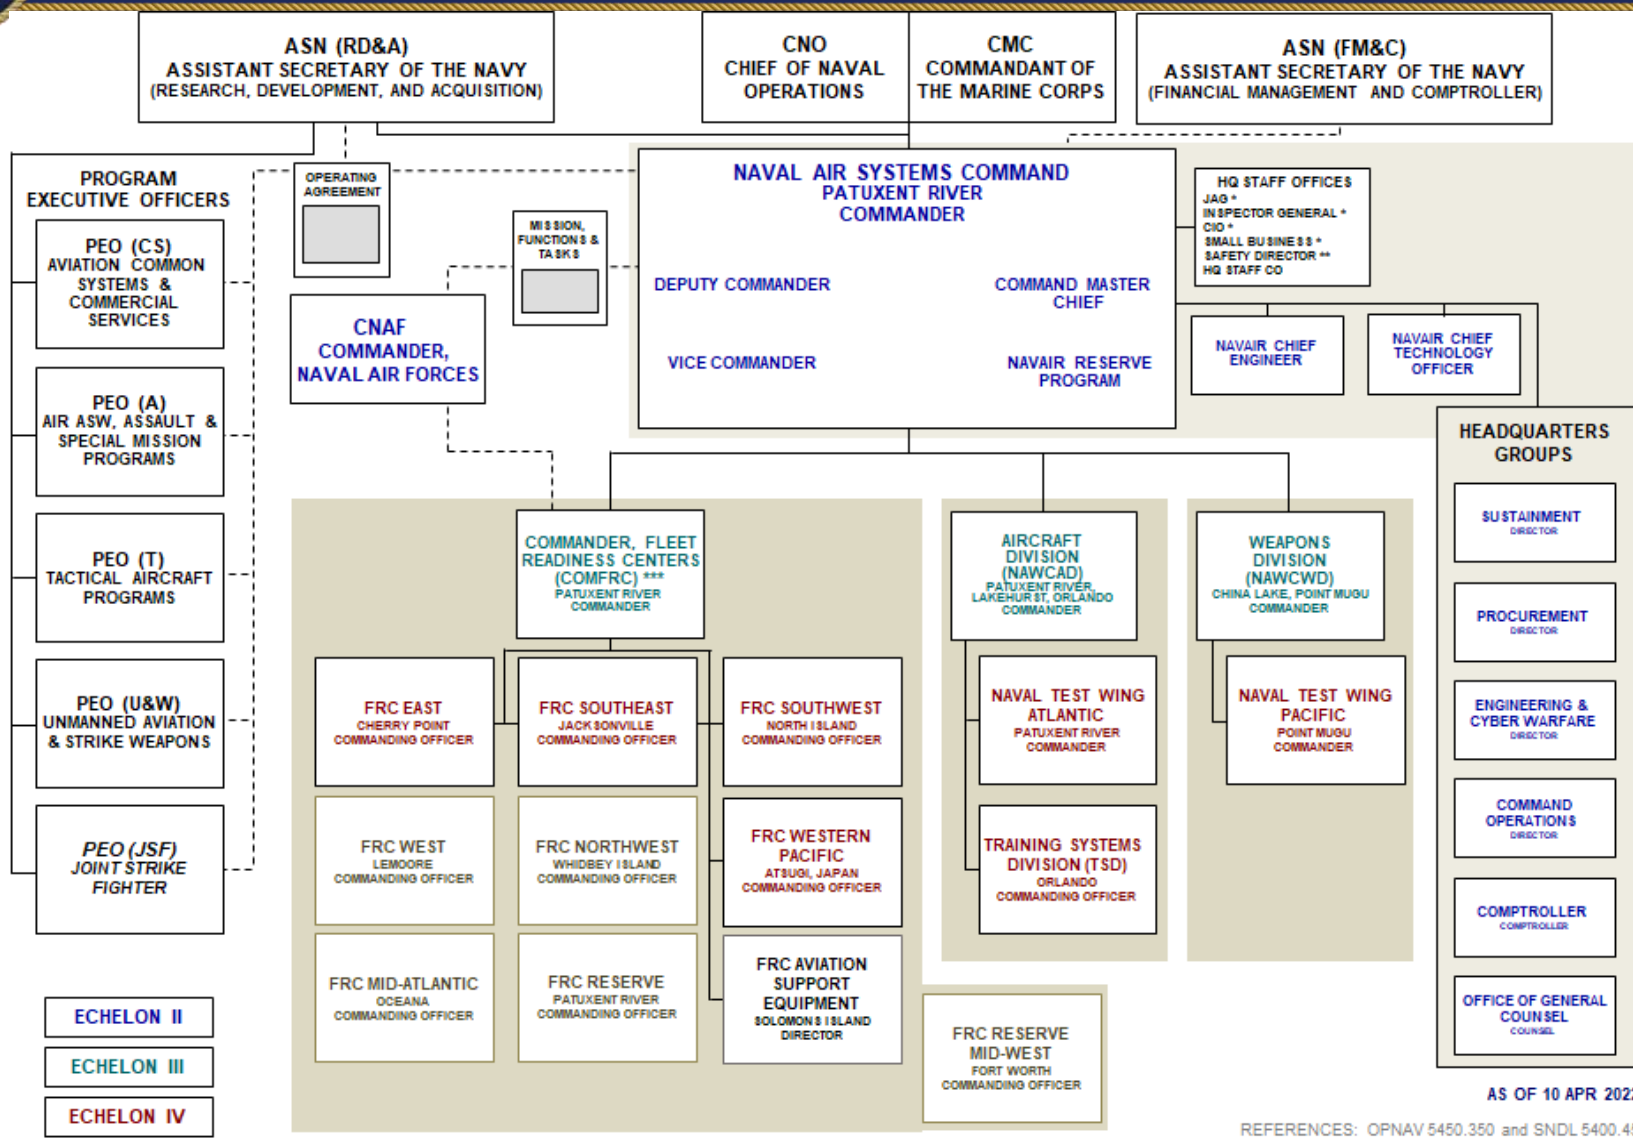 ASN (RD&A)
ASSISTANT SECRETARY OF THE NAVY
(RESEARCH, DEVELOPMENT, AND ACQUISITION)
CNO
CHIEF OF NAVAL
OPERATIONS
CMC
COMMANDANT OF
THE MARINE CORPS
ASN (FM&C)
ASSISTANT SECRETARY OF THE NAVY
(FINANCIAL MANAGEMENT AND COMPTROLLER)
PROGRAM
EXECUTIVE OFFICERS
PEO (CS)
AVIATION COMMON
SYSTEMS &
COMMERCIAL
SERVICES
PEO (A)
AIR ASW, ASSAULT &
SPECIAL MISSION
PROGRAMS
PEO (T)
TACTICAL AIRCRAFT
PROGRAMS
PEO (U&W)
UNMANNED AVIATION
& STRIKE WEAPONS
PEO (JSF)
JOINT STRIKE
FIGHTER
OPERATING
AGREEMENT
MISSION,
FUNCTIONS &
TASKS
CNAF
COMMANDER,
NAVAL AIR FORCES
NAVAL AIR SYSTEMS COMMAND
PATUXENT RIVER
COMMANDER
DEPUTY COMMANDER
COMMAND MASTER
CHIEF
VICE COMMANDER
NAVAIR RESERVE
PROGRAM
HQ STAFF OFFICES
JAG *
INSPECTOR GENERAL *
CIO *
SMALL BUSINESS *
SAFETY DIRECTOR **
HQ STAFF CO
NAVAIR CHIEF
ENGINEER
NAVAIR CHIEF
TECHNOLOGY
OFFICER
HEADQUARTERS
GROUPS
SUSTAINMENT
DIRECTOR
PROCUREMENT
DIRECTOR
ENGINEERING &
CYBER WARFARE
DIRECTOR
COMMAND
OPERATIONS
DIRECTOR
COMPTROLLER
COMPTROLLER
OFFICE OF GENERAL
COUNSEL
COUNSEL
COMMANDER, FLEET
READINESS CENTERS
(COMFRC) ***
PATUXENT RIVER
COMMANDER
FRC EAST
CHERRY POINT
COMMANDING OFFICER
FRC SOUTHEAST
JACKSONVILLE
COMMANDING OFFICER
FRC SOUTHWEST
NORTH ISLAND
COMMANDING OFFICER
FRC WEST
LEMOORE
COMMANDING OFFICER
FRC NORTHWEST
WHIDBEY ISLAND
COMMANDING OFFICER
FRC WESTERN
PACIFIC
ATSUGI, JAPAN
COMMANDING OFFICER
FRC MID-ATLANTIC
OCEANA
COMMANDING OFFICER
FRC RESERVE
PATUXENT RIVER
COMMANDING OFFICER
FRC AVIATION
SUPPORT
EQUIPMENT
SOLOMONS ISLAND
DIRECTOR
FRC RESERVE
MID-WEST
FORT WORTH
COMMANDING OFFICER
AIRCRAFT
DIVISION
(NAWCAD)
PATUXENT RIVER,
LAKEHURST, ORLANDO
COMMANDER
NAVAL TEST WING
ATLANTIC
PATUXENT RIVER
COMMANDER
TRAINING SYSTEMS
DIVISION (TSD)
ORLANDO
COMMANDING OFFICER
WEAPONS
DIVISION
(NAWCWD)
CHINA LAKE, POINT MUGU
COMMANDER
NAVAL TEST WING
PACIFIC
POINT MUGU
COMMANDER
ECHELON II
ECHELON III
ECHELON IV
AS OF 10 APR 2022
REFERENCES: OPNAV 5450.350 and SNDL 5400.45